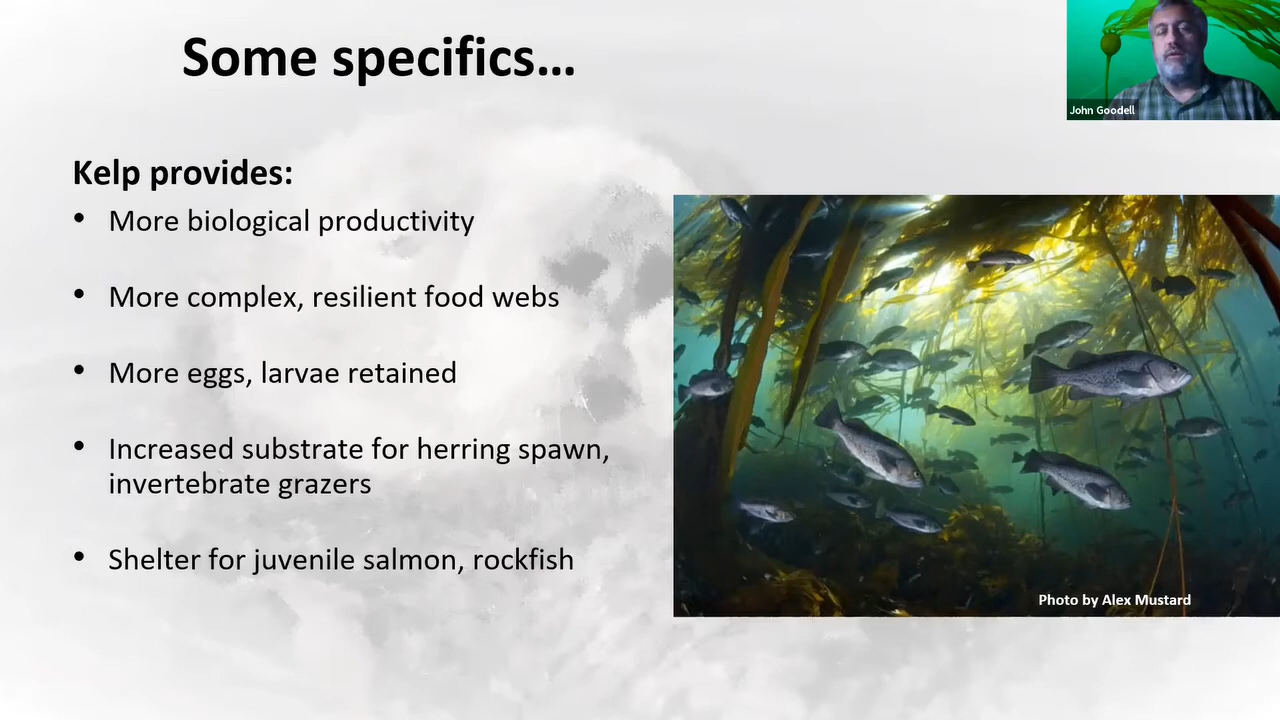 Some specifics…
John Goodell
Kelp provides:
• More biological productivity
• More complex, resilient food webs
• More eggs, larvae retained
• Increased substrate for herring spawn,
invertebrate grazers
• Shelter for juvenile salmon, rockfish
Photo by Alex Mustard